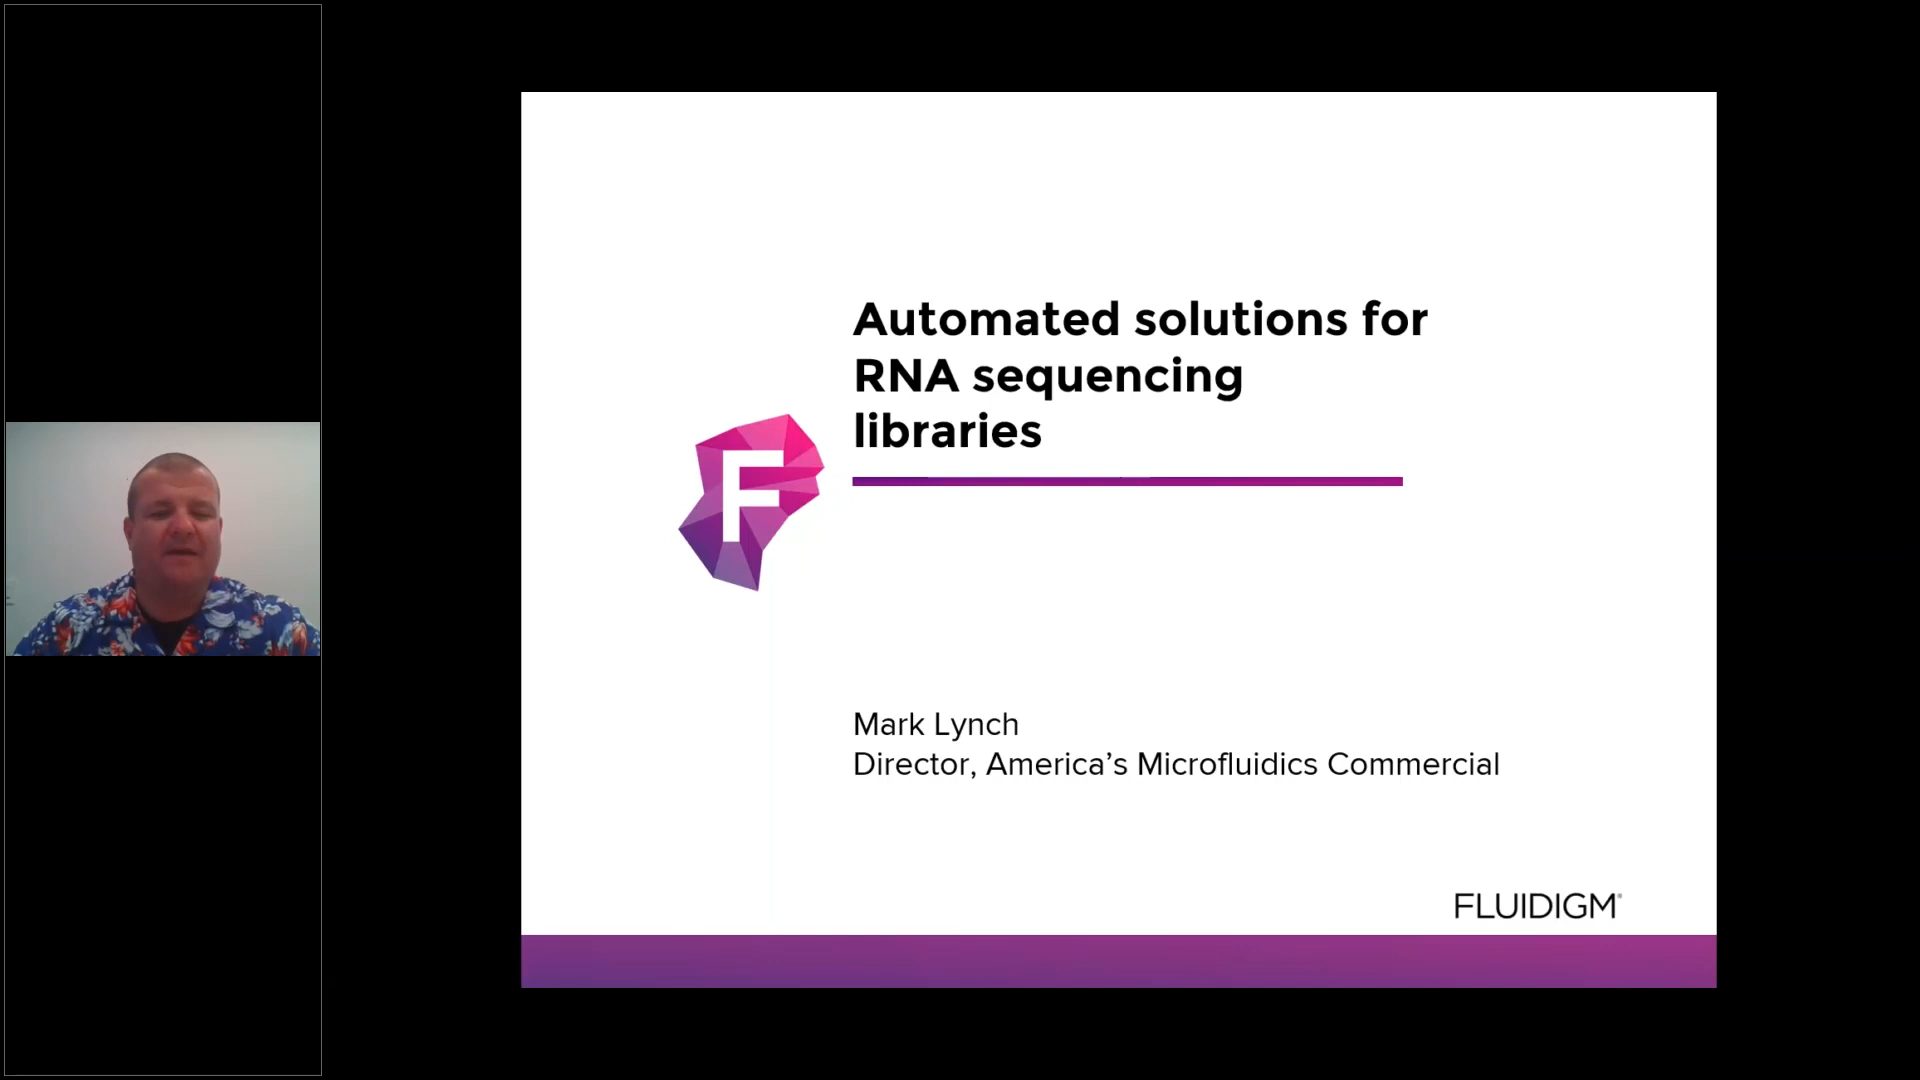 Automated solutions for
RNA sequencing
libraries
F
Mark Lynch
Director, America’s Microfluidics Commercial
FLUIDIGM®